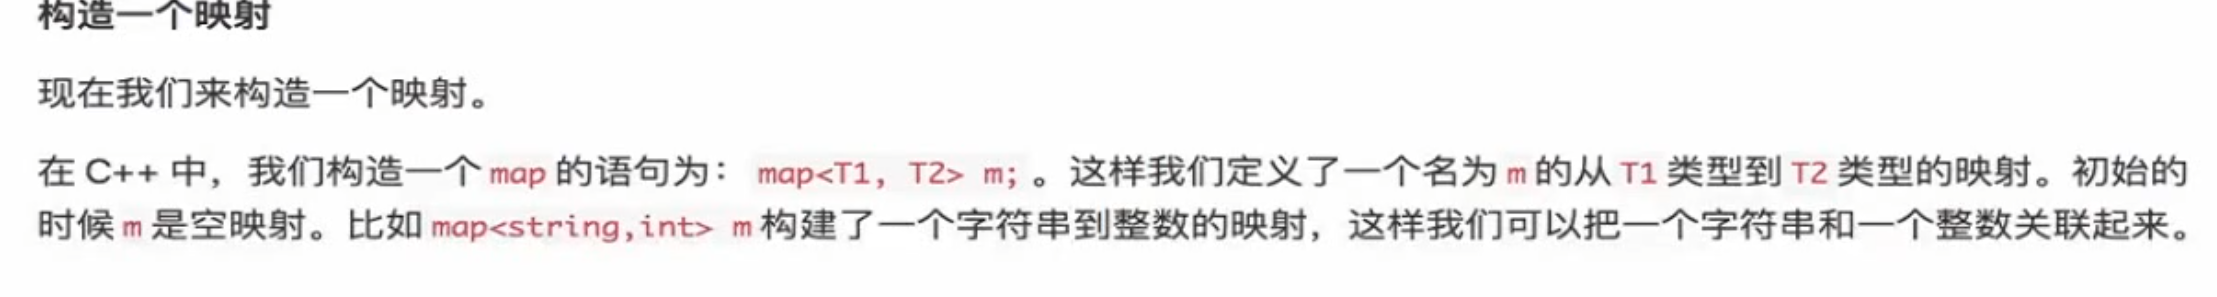 构造一个映射
现在我们来构造一个映射。
在 C++ 中，我们构造一个 map 的语句为： map<T1, T2> m; 。这样我们定义了一个名为 m 的从 T1 类型到 T2 类型的映射。初始的
时候 m 是空映射。比如 map<string,int> m 构建了一个字符串到整数的映射，这样我们可以把一个字符串和一个整数关联起来。